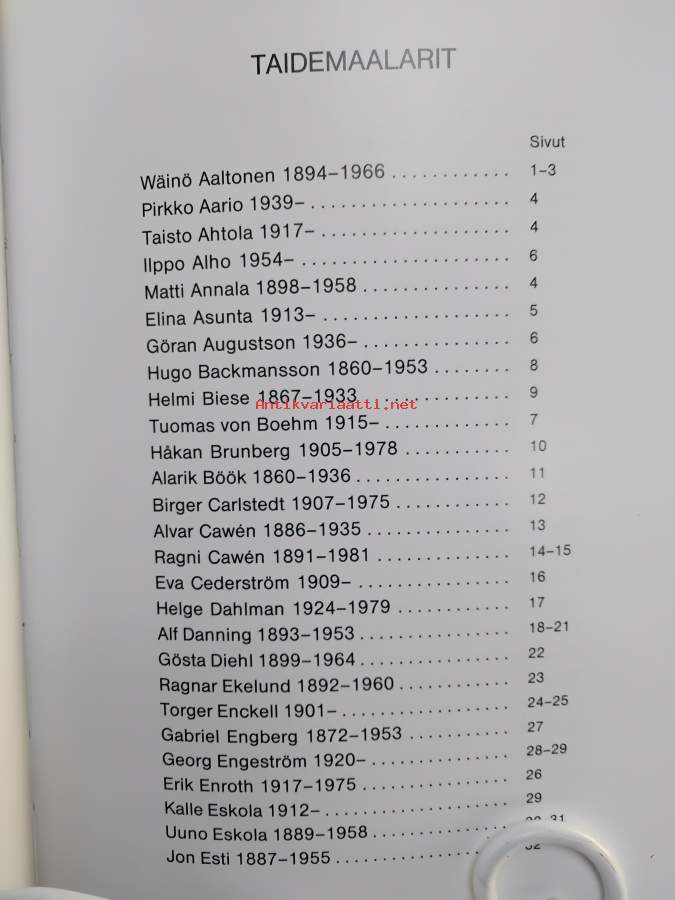 TAIDEMAALARIT
Sivut
Wäinö Aaltonen 1894–1966 . . . . . . . . . . . . 1–3
Pirkko Aario 1939– . . . . . . . . . . . . . . . . . . . . 4
Taisto Ahtola 1917– . . . . . . . . . . . . . . . . . . . 4
Ilppo Alho 1954– . . . . . . . . . . . . . . . . . . . . . 6
Matti Annala 1898–1958 . . . . . . . . . . . . . . . 4
Elina Asunta 1913– . . . . . . . . . . . . . . . . . . . 5
Göran Augustson 1936– . . . . . . . . . . . . . . . 6
Hugo Backmansson 1860–1953 . . . . . . . . 8
Helmi Biese 1867–1933 . . . . . . . . . . . . . . . 9
Antikvariaatti.net
Tuomas von Boehm 1915– . . . . . . . . . . . . . 7
Håkan Brunberg 1905–1978 . . . . . . . . . . . 10
Alarik Böök 1860–1936 . . . . . . . . . . . . . . . 11
Birger Carlstedt 1907–1975 . . . . . . . . . . . . 12
Alvar Cawén 1886–1935 . . . . . . . . . . . . . . 13
Ragni Cawén 1891–1981 . . . . . . . . . . . . . . 14–15
Eva Cederström 1909– . . . . . . . . . . . . . . . 16
Helge Dahlman 1924–1979 . . . . . . . . . . . . 17
Alf Danning 1893–1953 . . . . . . . . . . . . . . . 18–21
Gösta Diehl 1899–1964 . . . . . . . . . . . . . . . 22
Ragnar Ekelund 1892–1960 . . . . . . . . . . . 23
Torger Enckell 1901– . . . . . . . . . . . . . . . . . 24–25
Gabriel Engberg 1872–1953 . . . . . . . . . . . 27
Georg Engeström 1920– . . . . . . . . . . . . . . 28–29
Erik Enroth 1917–1975 . . . . . . . . . . . . . . . 26
Kalle Eskola 1912– . . . . . . . . . . . . . . . . . . . 29
Uuno Eskola 1889–1958 . . . . . . . . . . . . . .
Jon Esti 1887–1955 . . . . . . . . . . . . . . .